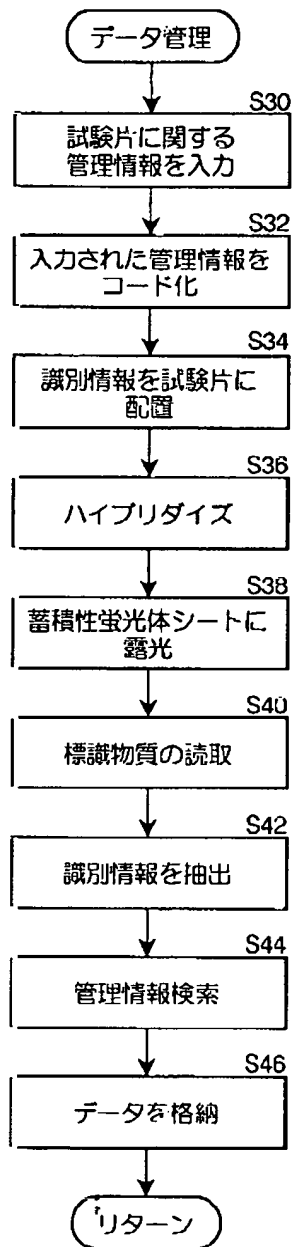 データ管理
S30
試験片に関する
管理情報を入力
S32
入力された管理情報を
コード化
S34
識別情報を試験片に
配置
S36
ハイブリダイズ
S38
蓄積性蛍光体シートに
露光
S40
標識物質の読取
S42
識別情報を抽出
S44
管理情報検索
S46
データを格納
リターン